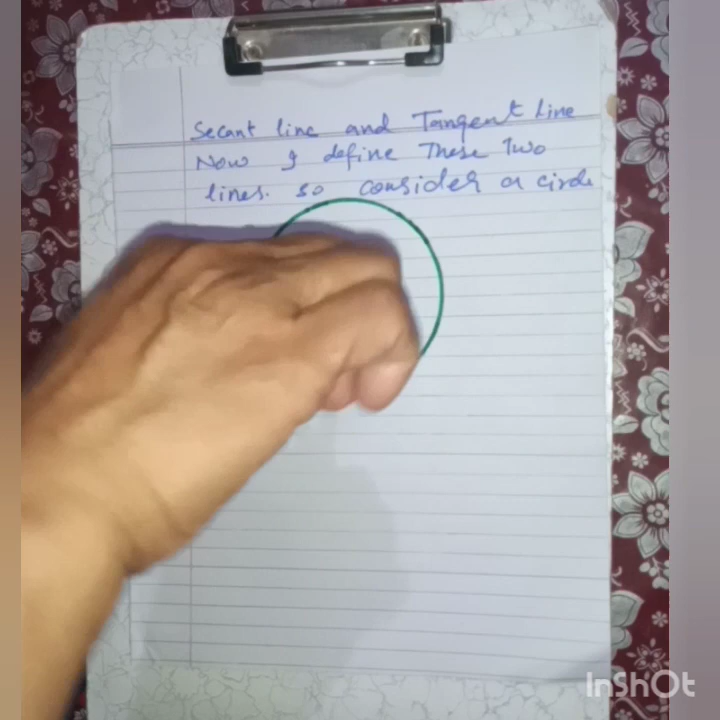 Secant line and Tangent Line
Now I define These Two
lines. so consider a circle
InShOt